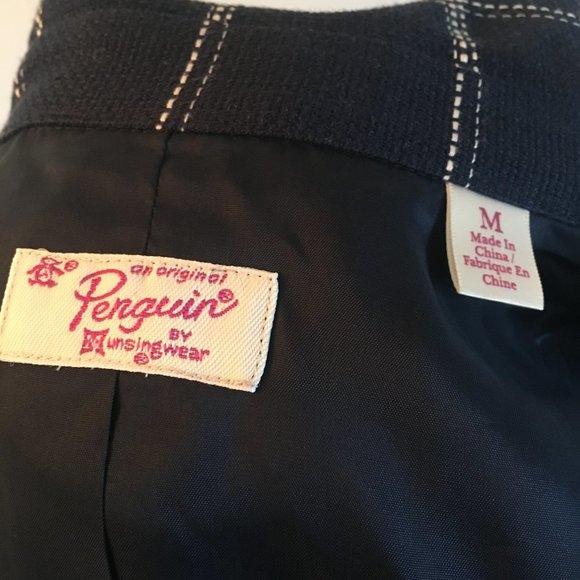 an original
Penguin®
BY
Munsingwear
®
M
Made In
China/
Fabrique En
Chine